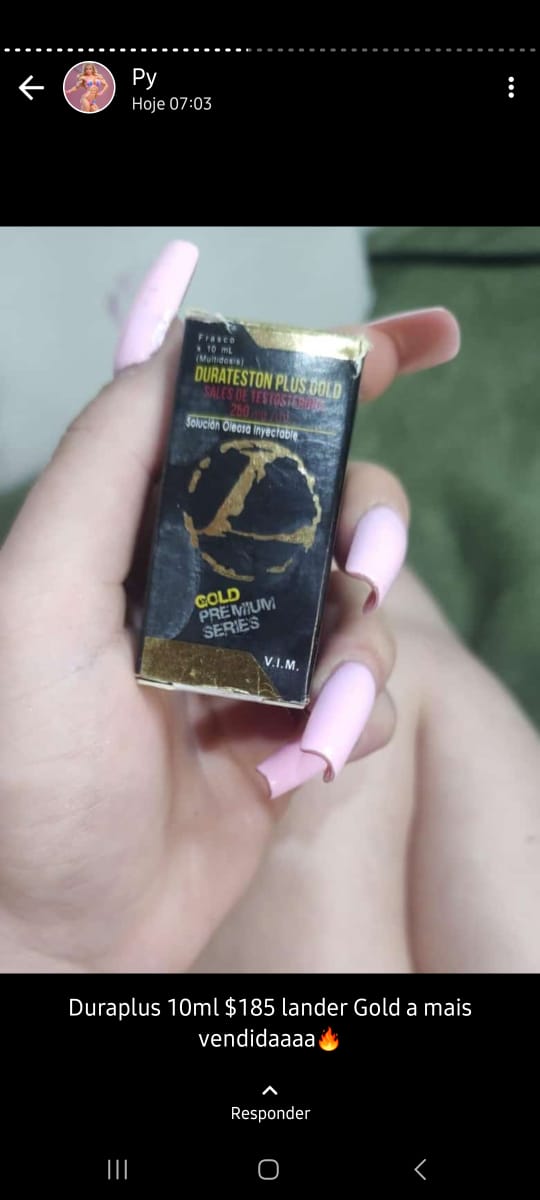 Py
Hoje 07:03
Frasco
x 10 mL
(Multidosis)
DURATESTON PLUS GOLD
SALES DE TESTOSTERONA
250
Solución Oleosa Inyectable
GOLD
PREMIUM
SERIES
V.I.M.
Duraplus 10ml $185 lander Gold a mais
vendidaaaa🔥
Responder